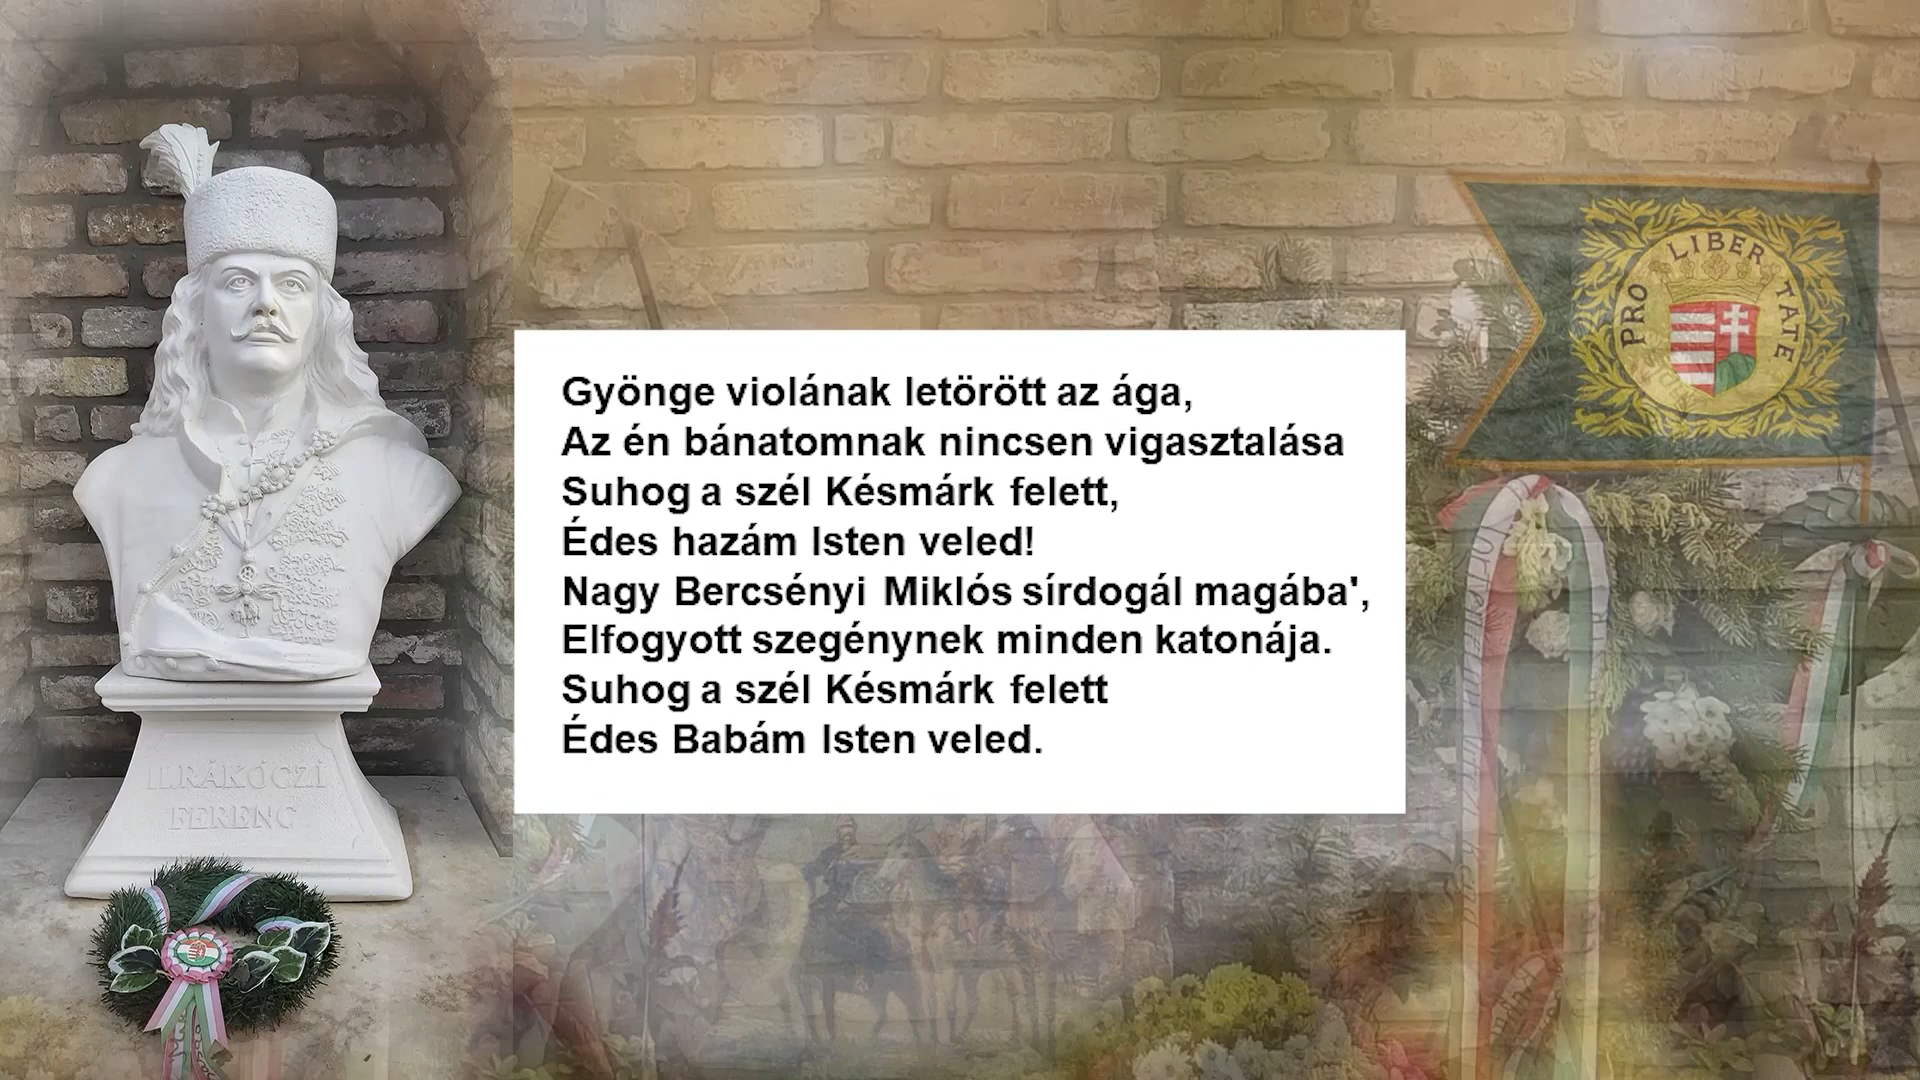 Gyönge violának letörött az ága,
Az én bánatomnak nincsen vigasztalása
Suhog a szél Késmárk felett,
Édes hazám Isten veled!
Nagy Bercsényi Miklós sírdogál magába',
Elfogyott szegénynek minden katonája.
Suhog a szél Késmárk felett
Édes Babám Isten veled.
II. RÁKÓCZI
FERENC
PRO LIBERTATE